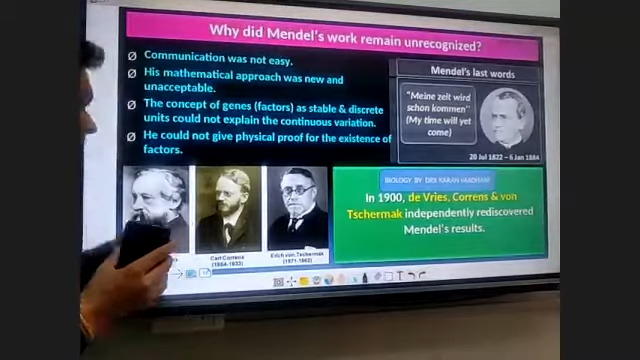 Why did Mendel's work remain unrecognized?
Communication was not easy.
His mathematical approach was new and
unacceptable.
The concept of genes (factors) as stable & discrete
units could not explain the continuous variation.
He could not give physical proof for the existence of
factors.
Mendel's last words
"Meine zeit wird
schon kommen"
(My time will yet
come)
20 Jul 1822 – 6 Jan 1884
BIOLOGY BY
In 1900, de Vries, Correns & von
Tschermak independently rediscovered
Mendel's results.
Carl Correns
(1864-1933)
Erich von Tschermak
(1871-1962)